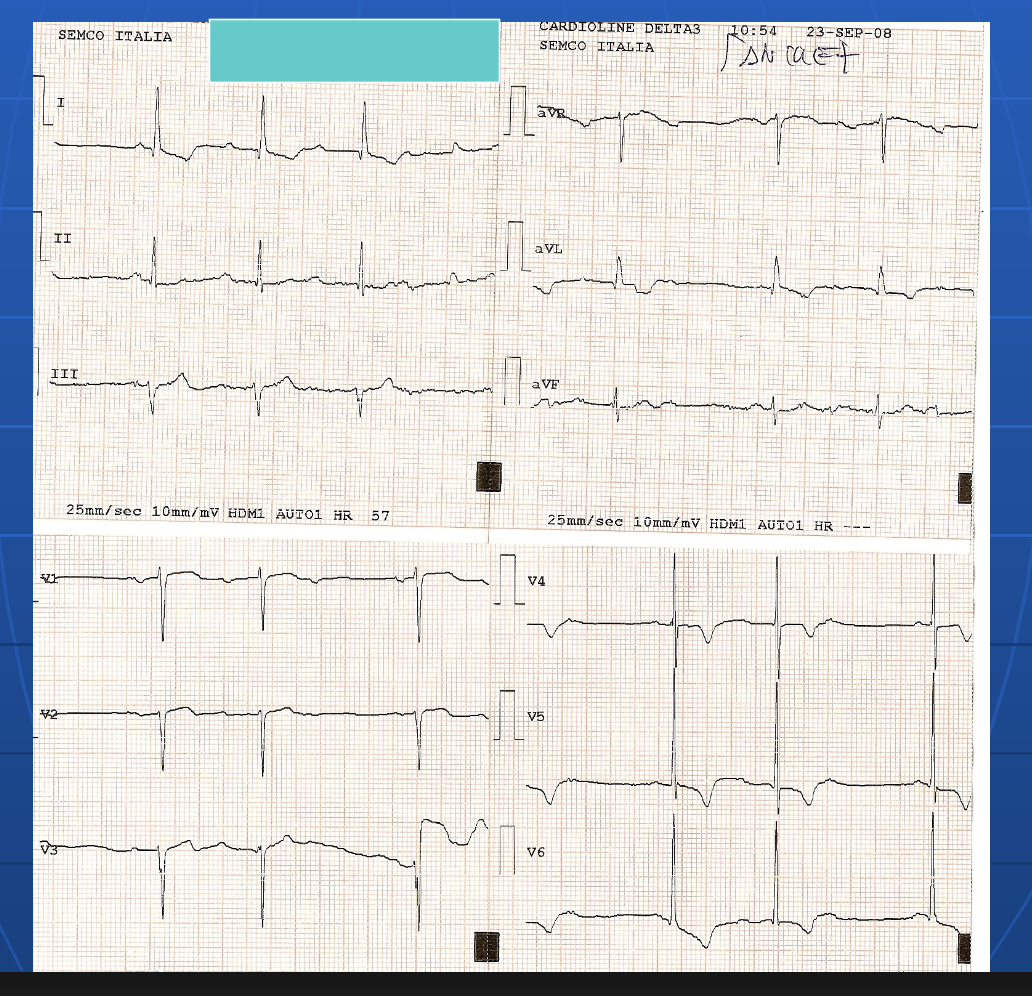 SEMCO ITALIA
CARDIOLINE DELTA3 10:54 23-SEP-08
SEMCO ITALIA
I
aVR
II
aVL
III
aVF
25mm/sec 10mm/mV HDM1 AUTO1 HR 57
25mm/sec 10mm/mV HDM1 AUTO1 HR ---
V1
V4
V2
V5
V3
V6